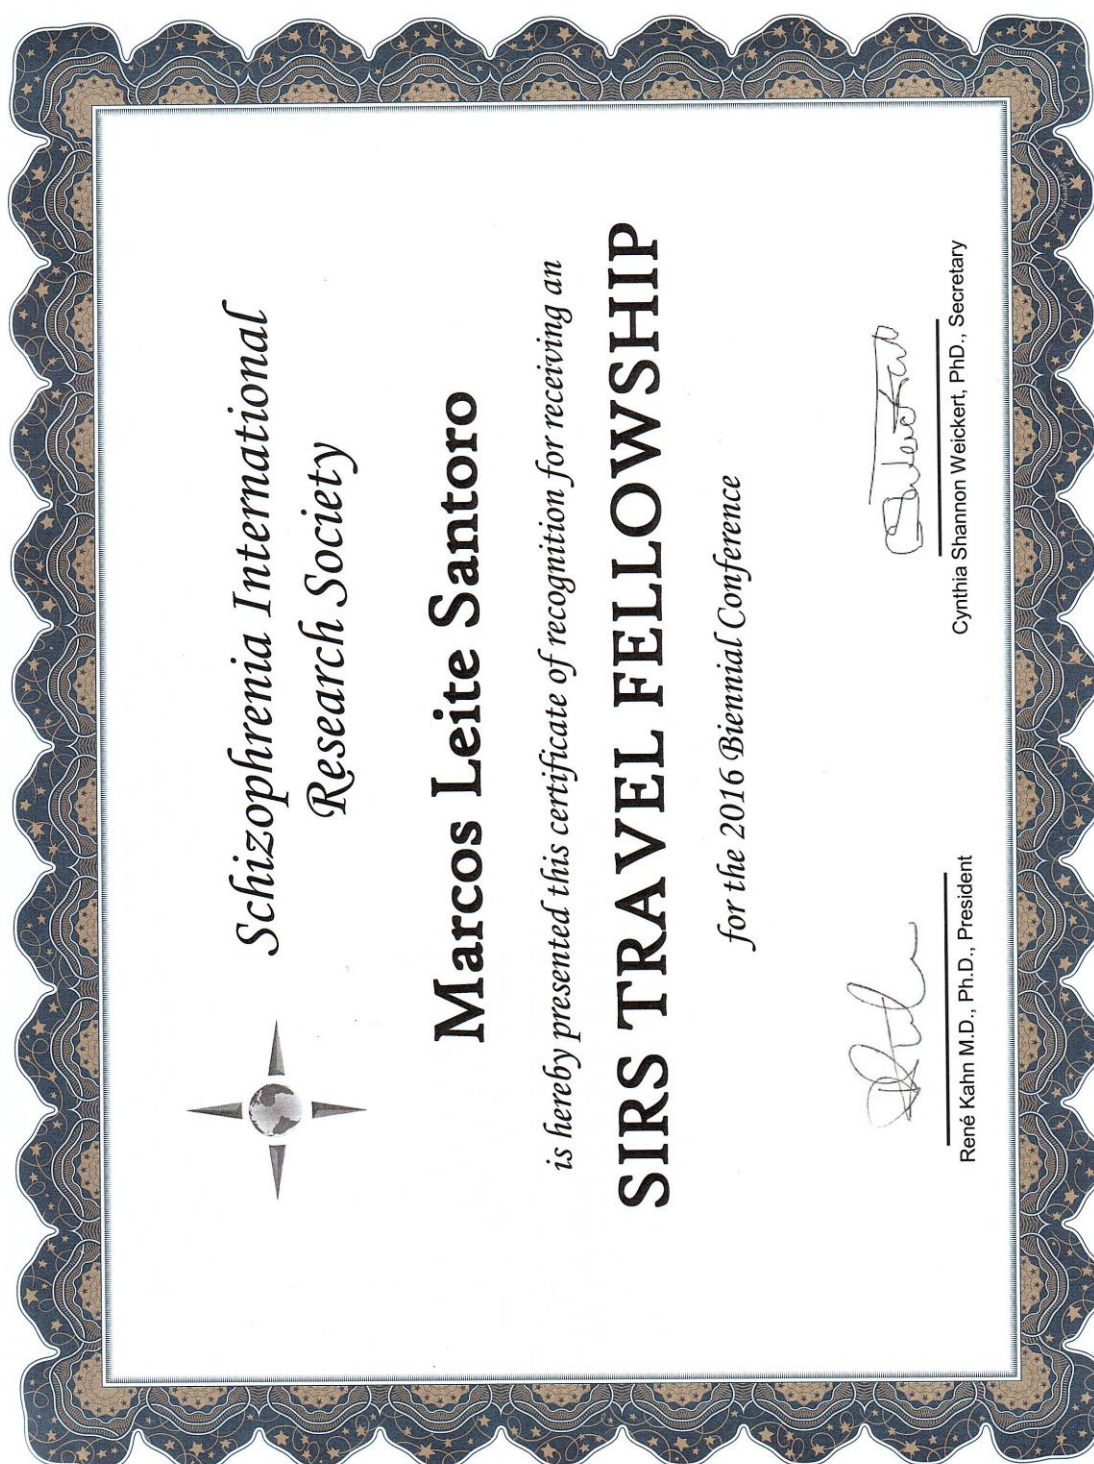 Schizophrenia International
Research Society
Marcos Leite Santoro
is hereby presented this certificate of recognition for receiving an
SIRS TRAVEL FELLOWSHIP
for the 2016 Biennial Conference
René Kahn M.D., Ph.D., President
Cynthia Shannon Weickert, PhD., Secretary